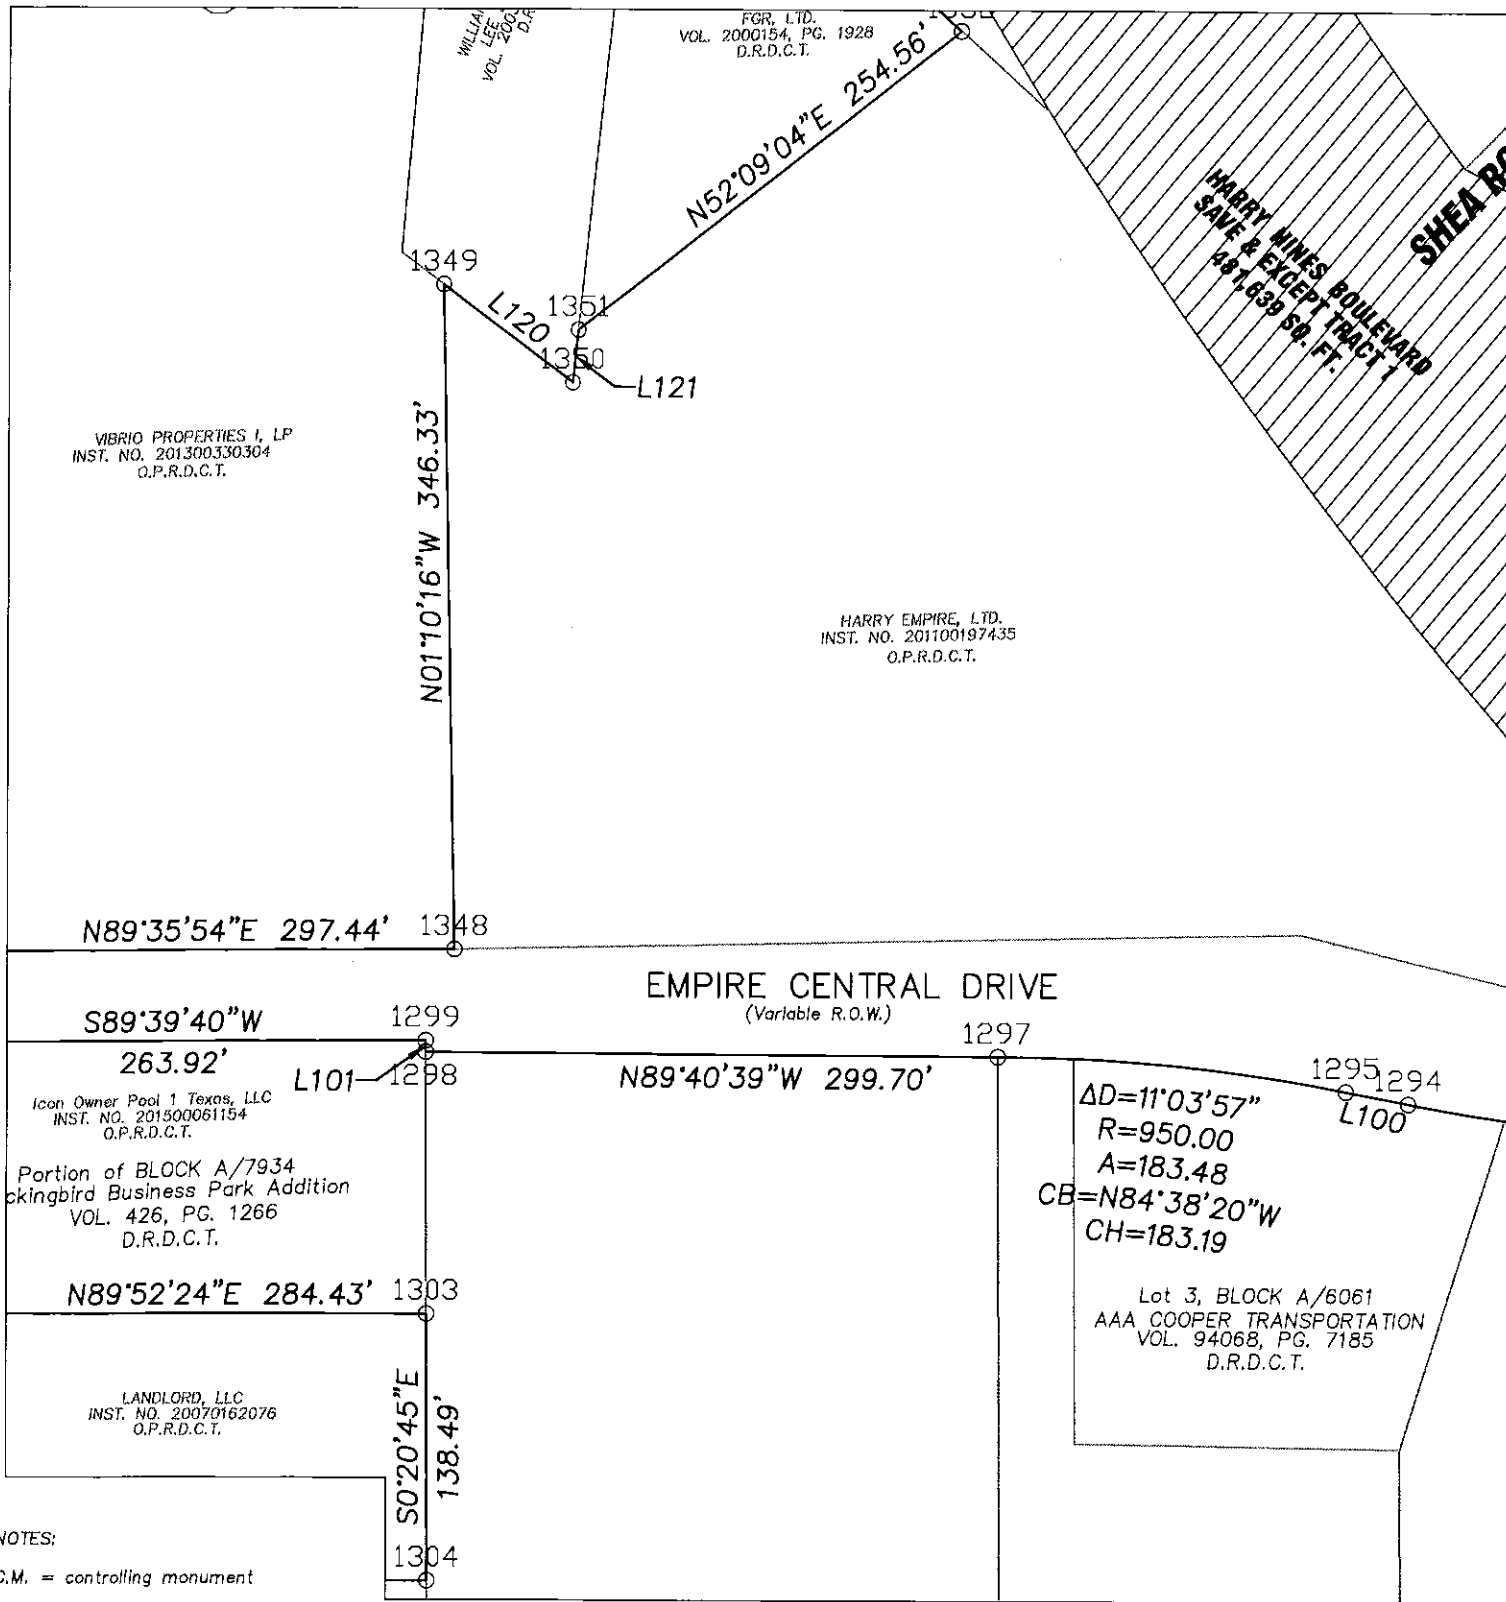 LEE
VOL.
FGR, LTD.
VOL. 2000154, PG. 1928
D.R.D.C.T.
N52°09'04"E 254.56'
HARRY HINES BOULEVARD
SAVE & EXCEPT TRACT 1
481,639 SQ. FT.
SHEA
1349
L120
1351
1350
L121
VIBRIO PROPERTIES I, LP
INST. NO. 201300330304
O.P.R.D.C.T.
N01°10'16"W 346.33'
HARRY EMPIRE, LTD.
INST. NO. 201100197435
O.P.R.D.C.T.
N89°35'54"E 297.44'
1348
EMPIRE CENTRAL DRIVE
(Variable R.O.W.)
S89°39'40"W
263.92'
1299
L101
1298
N89°40'39"W 299.70'
1297
1295
1294
L100
ΔD=11°03'57"
R=950.00
A=183.48
CB=N84°38'20"W
CH=183.19
Icon Owner Pool 1 Texas, LLC
INST. NO. 201500061154
O.P.R.D.C.T.
Portion of BLOCK A/7934
ckingbird Business Park Addition
VOL. 426, PG. 1266
D.R.D.C.T.
N89°52'24"E 284.43'
1303
Lot 3, BLOCK A/6061
AAA COOPER TRANSPORTATION
VOL. 94068, PG. 7185
D.R.D.C.T.
LANDLORD, LLC
INST. NO. 20070162076
O.P.R.D.C.T.
S0°20'45"E
138.49'
1304
NOTES:
C.M. = controlling monument